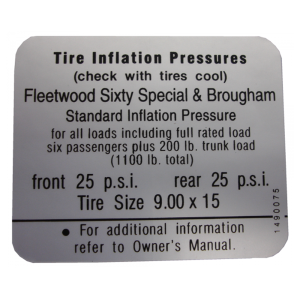 Tire Inflation Pressures
(check with tires cool)
Fleetwood Sixty Special & Brougham
Standard Inflation Pressure
for all loads including full rated load
six passengers plus 200 lb. trunk load
(1100 lb. total)
front 25 p.s.i. rear 25 p.s.i.
Tire Size 9.00 x 15
• For additional information
refer to Owner's Manual.
1490075